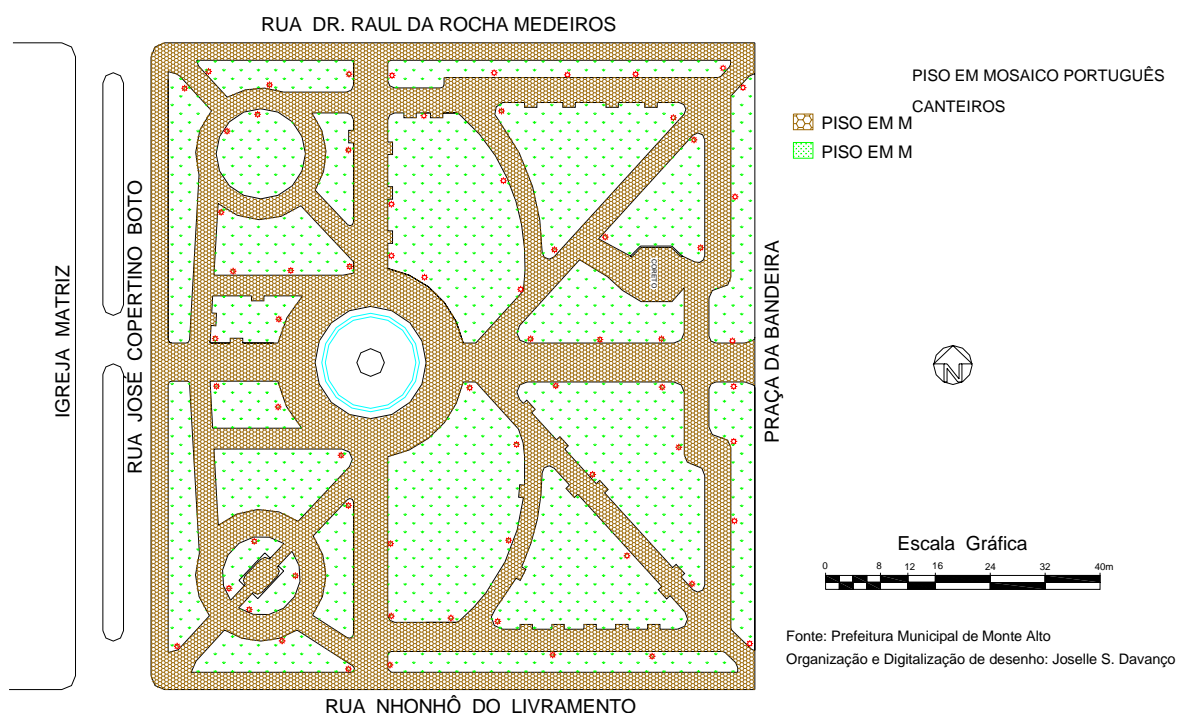 RUA DR. RAUL DA ROCHA MEDEIROS
IGREJA MATRIZ
RUA JOSÉ COPERTINO BOTO
CORETO
PRAÇA DA BANDEIRA
RUA NHONHÔ DO LIVRAMENTO
PISO EM MOSAICO PORTUGUÊS
CANTEIROS
PISO EM M
PISO EM M
N
Escala Gráfica
0 8 12 16 24 32 40m
Fonte: Prefeitura Municipal de Monte Alto
Organização e Digitalização de desenho: Joselle S. Davanço